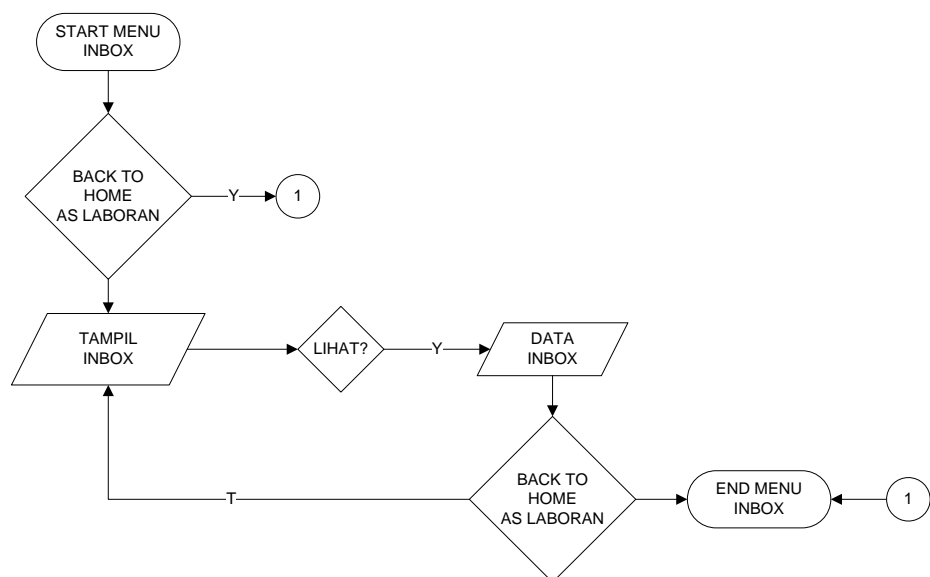 START MENU
INBOX
BACK TO
HOME
AS LABORAN
Y
1
TAMPIL
INBOX
LIHAT?
Y
DATA
INBOX
T
BACK TO
HOME
AS LABORAN
END MENU
INBOX
1